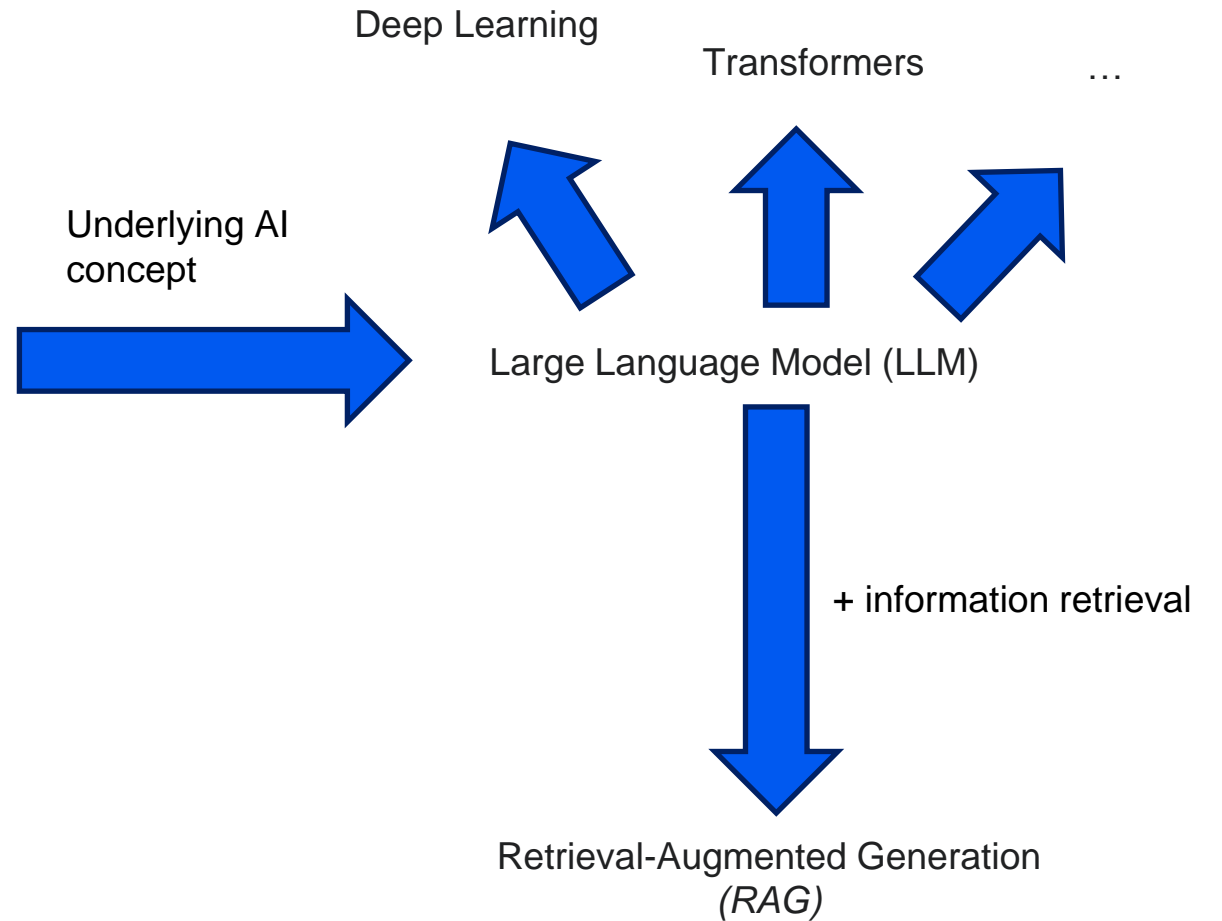 Deep Learning
Transformers
…
Underlying AI
concept
Large Language Model (LLM)
+ information retrieval
Retrieval-Augmented Generation
(RAG)